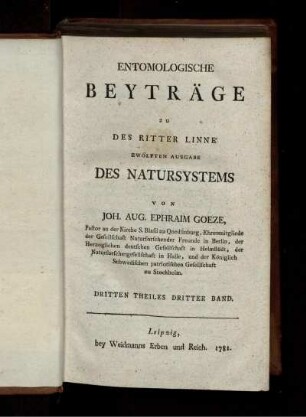 ENTOMOLOGISCHE
BEYTRÄGE
ZU
DES RITTER LINNÉ
ZWÖLFTEN AUSGABE
DES NATURSYSTEMS
VON
JOH. AUG. EPHRAIM GOEZE,
Pastor an der Kirche S. Blasii zu Quedlinburg, Ehrenmitgliede
der Gesellschaft Naturforschender Freunde in Berlin, der
Herzoglichen deutschen Gesellschaft in Helmstädt, der
Naturforschergesellschaft in Halle, und der Königlich
Schwedischen patriotischen Gesellschaft
zu Stockholm.
DRITTEN THEILES DRITTER BAND.
Leipzig,
bey Weidmanns Erben und Reich. 1781.